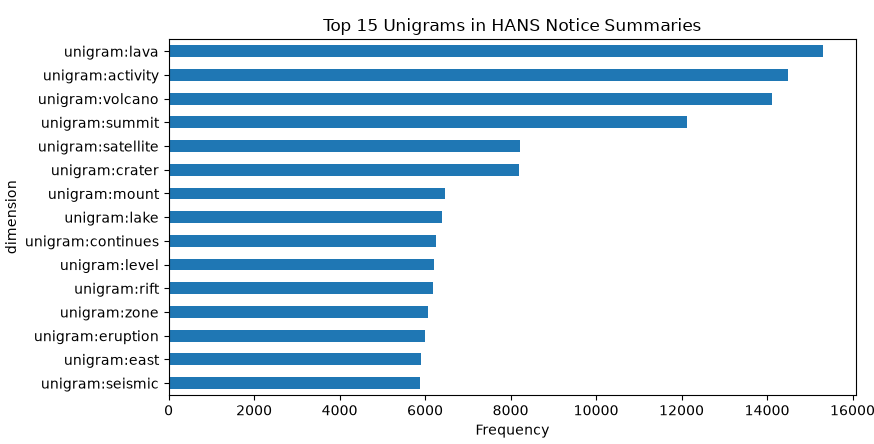 Top 15 Unigrams in HANS Notice Summaries
unigram:lava
unigram:activity
unigram:volcano
unigram:summit
unigram:satellite
unigram:crater
unigram:mount
unigram:lake
unigram:continues
unigram:level
unigram:rift
unigram:zone
unigram:eruption
unigram:east
unigram:seismic
dimension
0 2000 4000 6000 8000 10000 12000 14000 16000
Frequency